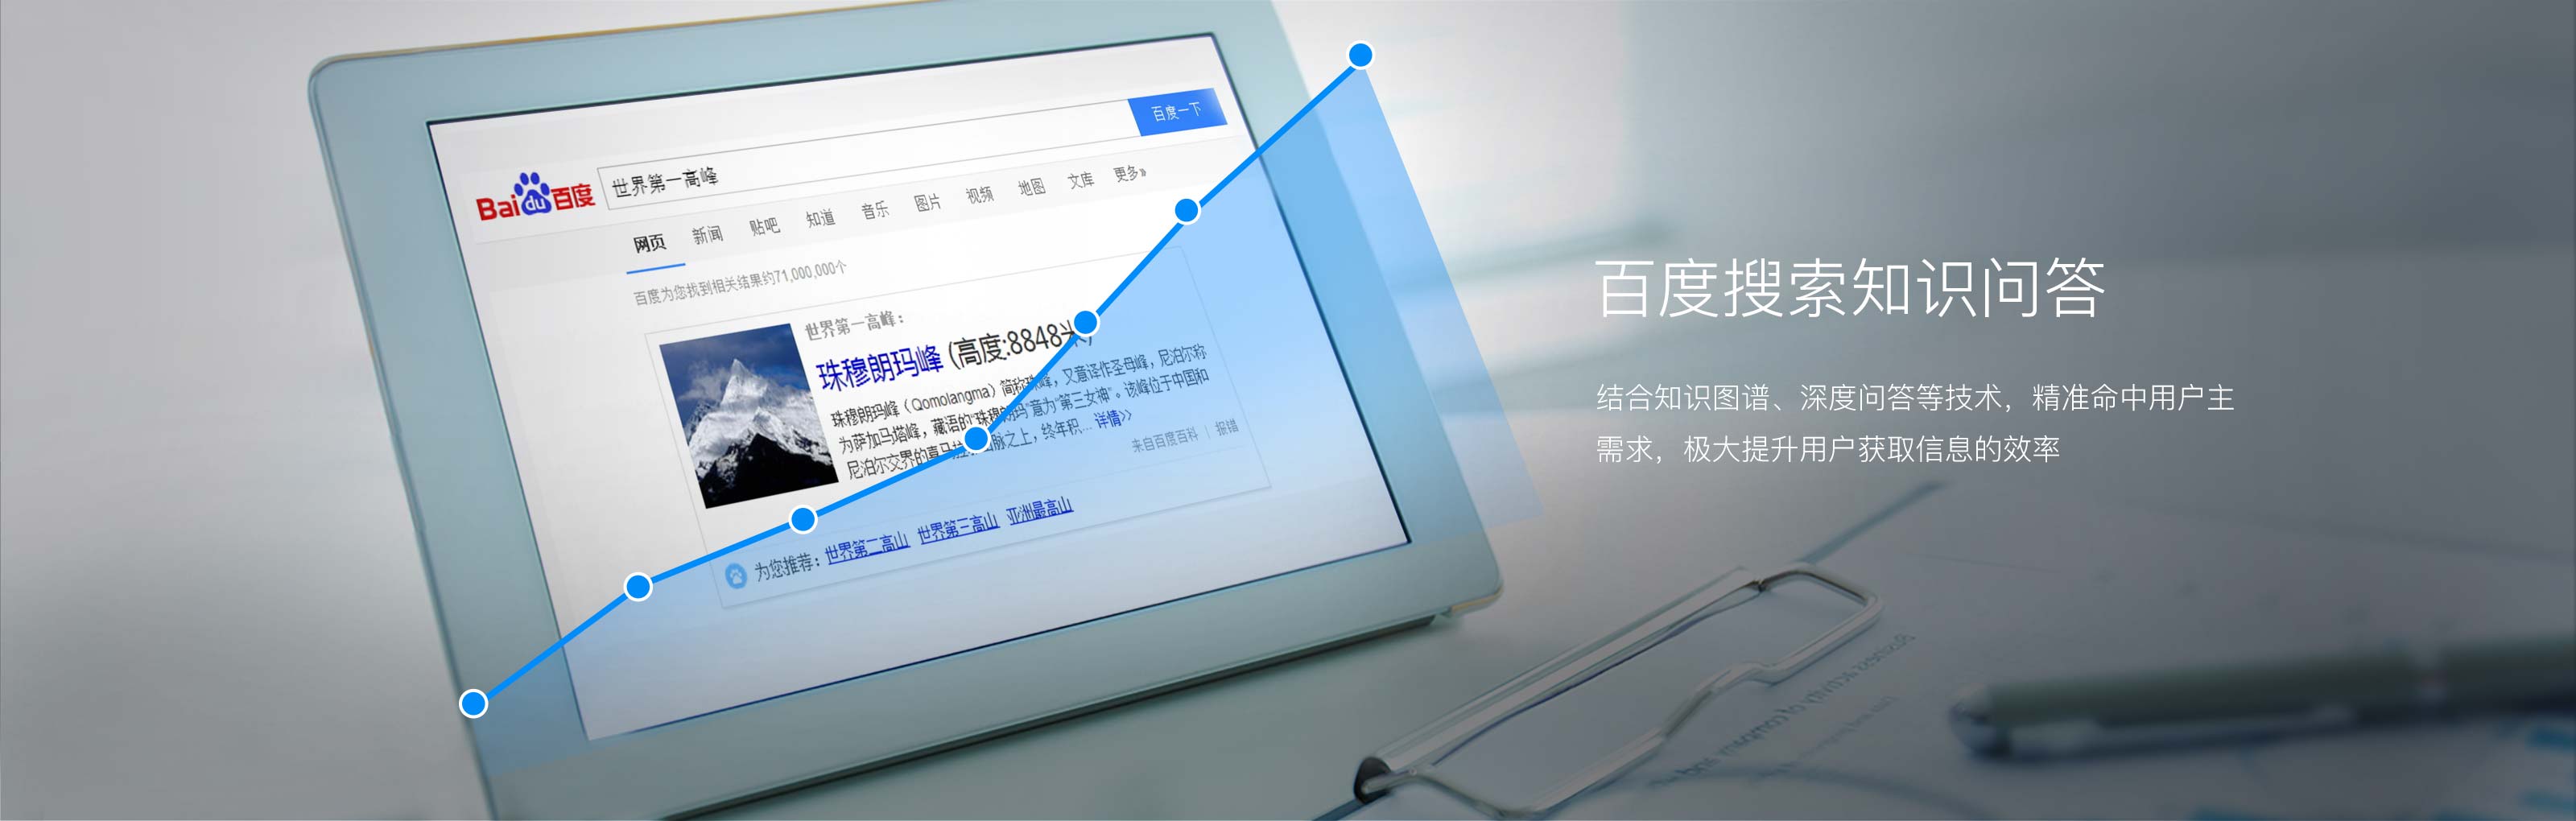 Baidu百度
世界第一高峰
百度一下
网页 新闻 贴吧 知道 音乐 图片 视频 地图 文库 更多»
百度为您找到相关结果约71,000,000个
世界第一高峰：
珠穆朗玛峰 (高度:8848米)
珠穆朗玛峰（Qomolangma）简称珠峰，又意译作圣母峰，尼泊尔称
为萨加马塔峰，藏语的“珠穆朗玛”意为“第三女神”。该峰位于中国和
尼泊尔交界的喜马拉 脉之上，终年积... 详情>>
来自百度百科 | 报错
为您推荐：世界第二高山 世界第三高山 亚洲最高山
百度搜索知识问答
结合知识图谱、深度问答等技术，精准命中用户主
需求，极大提升用户获取信息的效率